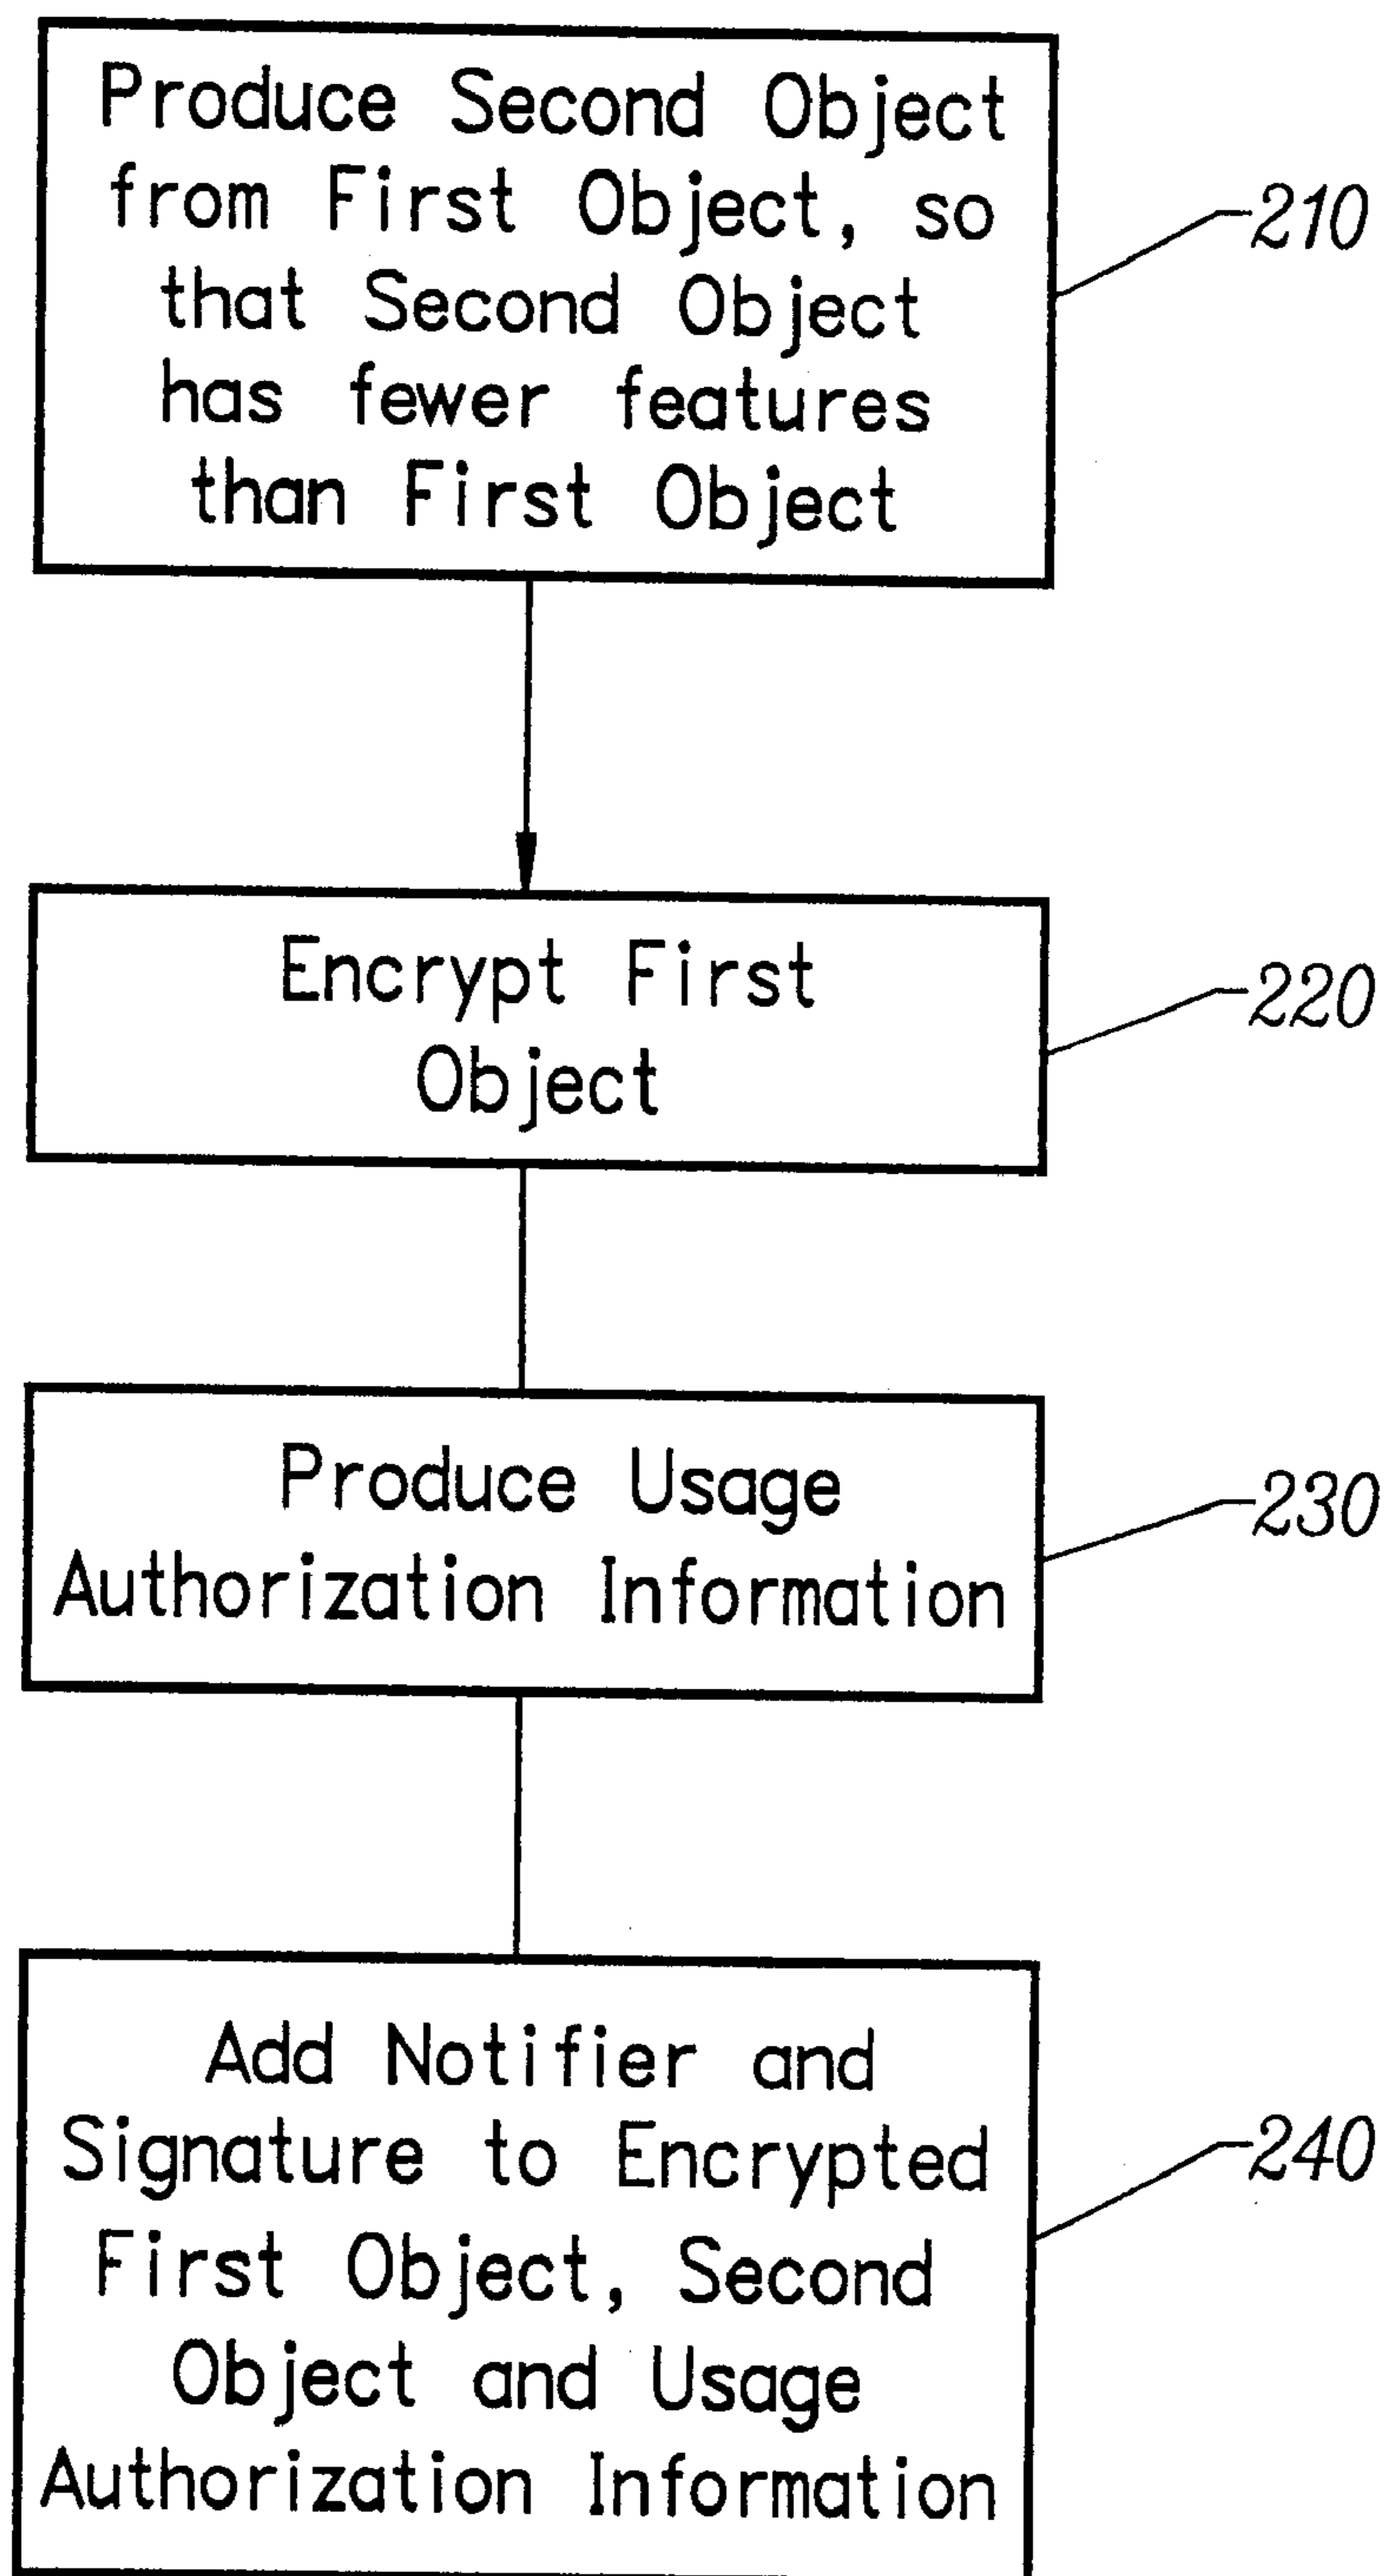 Produce Second Object
from First Object, so
that Second Object
has fewer features
than First Object
210
Encrypt First
Object
220
Produce Usage
Authorization Information
230
Add Notifier and
Signature to Encrypted
First Object, Second
Object and Usage
Authorization Information
240